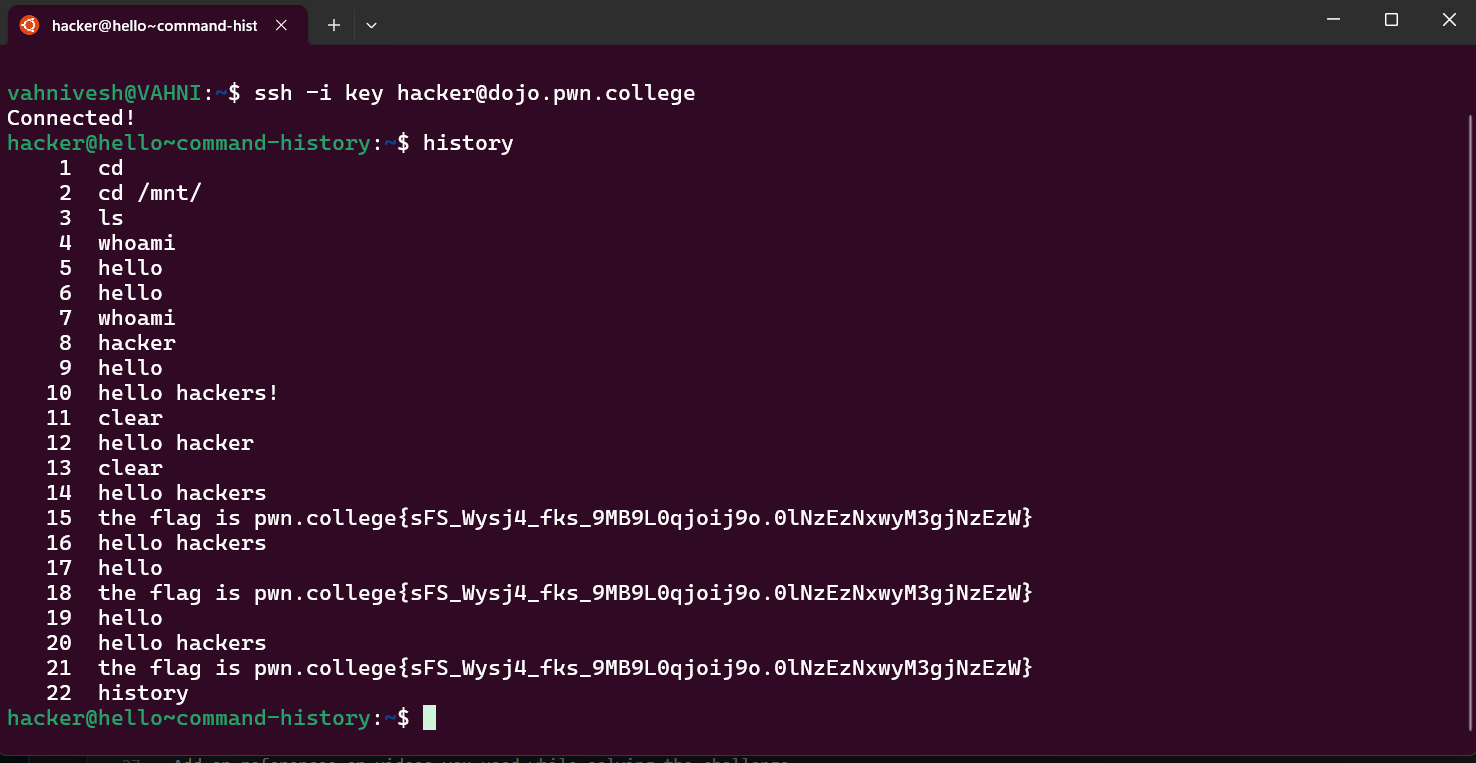 hacker@hello~command-hist
vahnivesh@VAHNI:~$ ssh -i key hacker@dojo.pwn.college
Connected!
hacker@hello~command-history:~$ history
1 cd
2 cd /mnt/
3 ls
4 whoami
5 hello
6 hello
7 whoami
8 hacker
9 hello
10 hello hackers!
11 clear
12 hello hacker
13 clear
14 hello hackers
15 the flag is pwn.college{sFS_Wysj4_fks_9MB9L0qjoij9o.0lNzEzNxwyM3gjNzEzW}
16 hello hackers
17 hello
18 the flag is pwn.college{sFS_Wysj4_fks_9MB9L0qjoij9o.0lNzEzNxwyM3gjNzEzW}
19 hello
20 hello hackers
21 the flag is pwn.college{sFS_Wysj4_fks_9MB9L0qjoij9o.0lNzEzNxwyM3gjNzEzW}
22 history
hacker@hello~command-history:~$